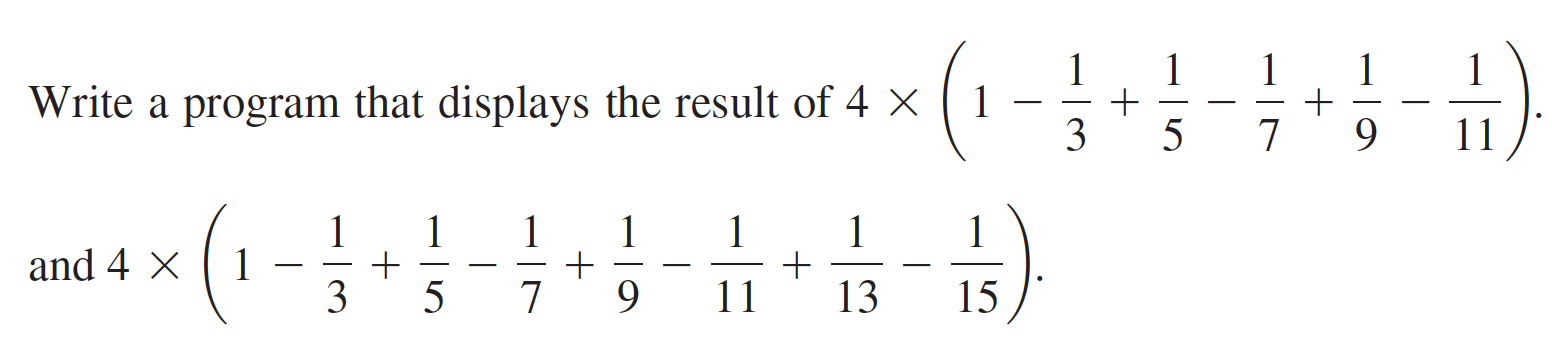 Write a program that displays the result of 4 × (1 − 1/3 + 1/5 − 1/7 + 1/9 − 1/11).
and 4 × (1 − 1/3 + 1/5 − 1/7 + 1/9 − 1/11 + 1/13 − 1/15).